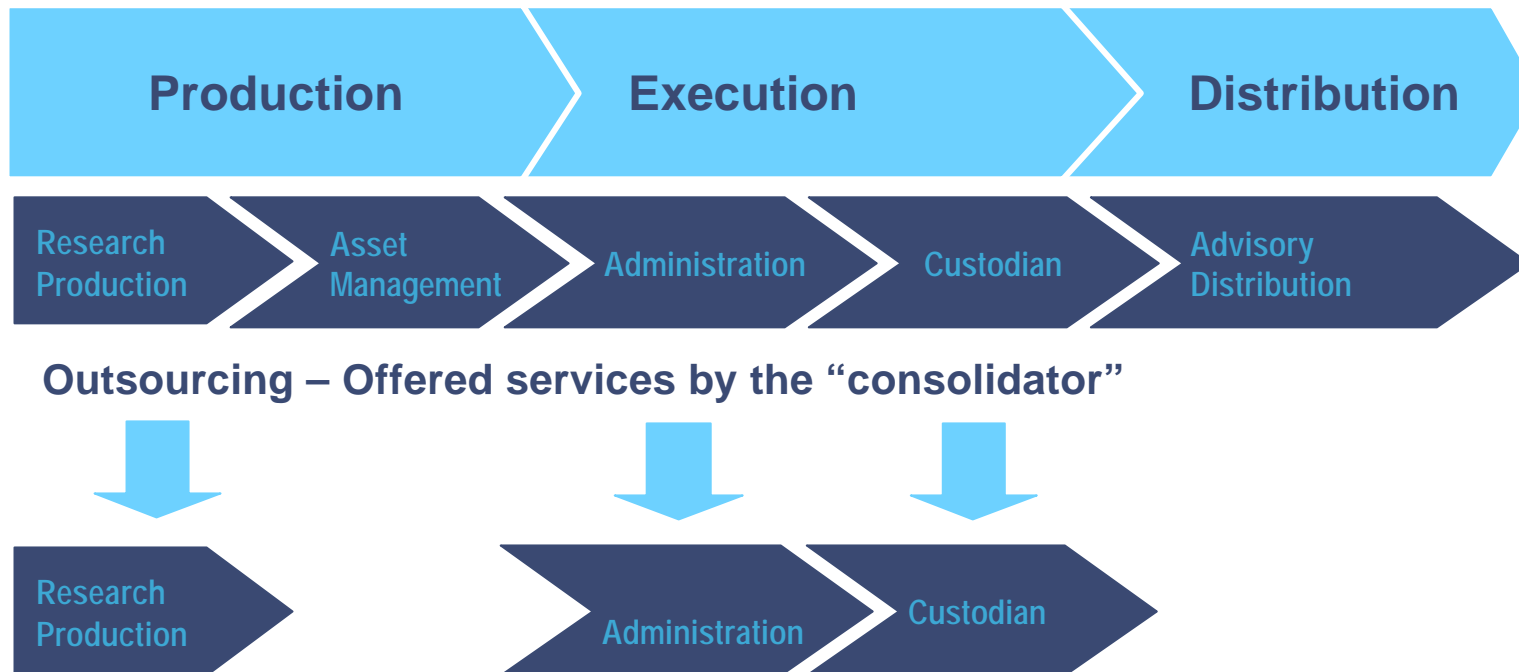 Production
Execution
Distribution
Research
Production
Asset
Management
Administration
Custodian
Advisory
Distribution
Outsourcing – Offered services by the “consolidator”
Research
Production
Administration
Custodian